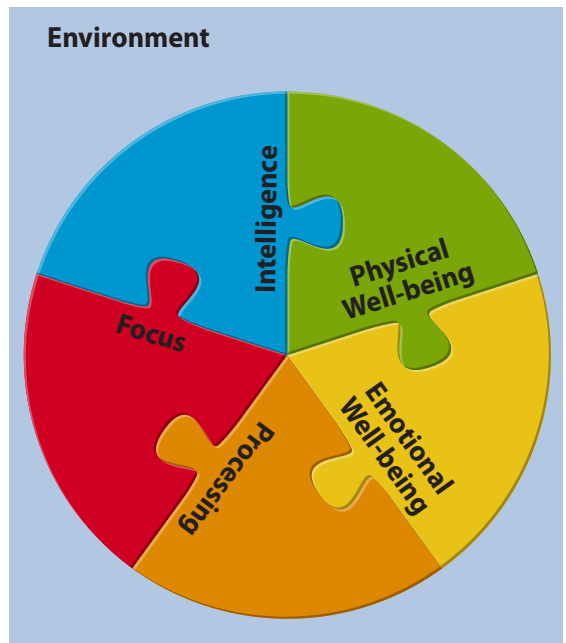 Environment
Intelligence
Physical
Well-being
Emotional
Well-being
Processing
Focus